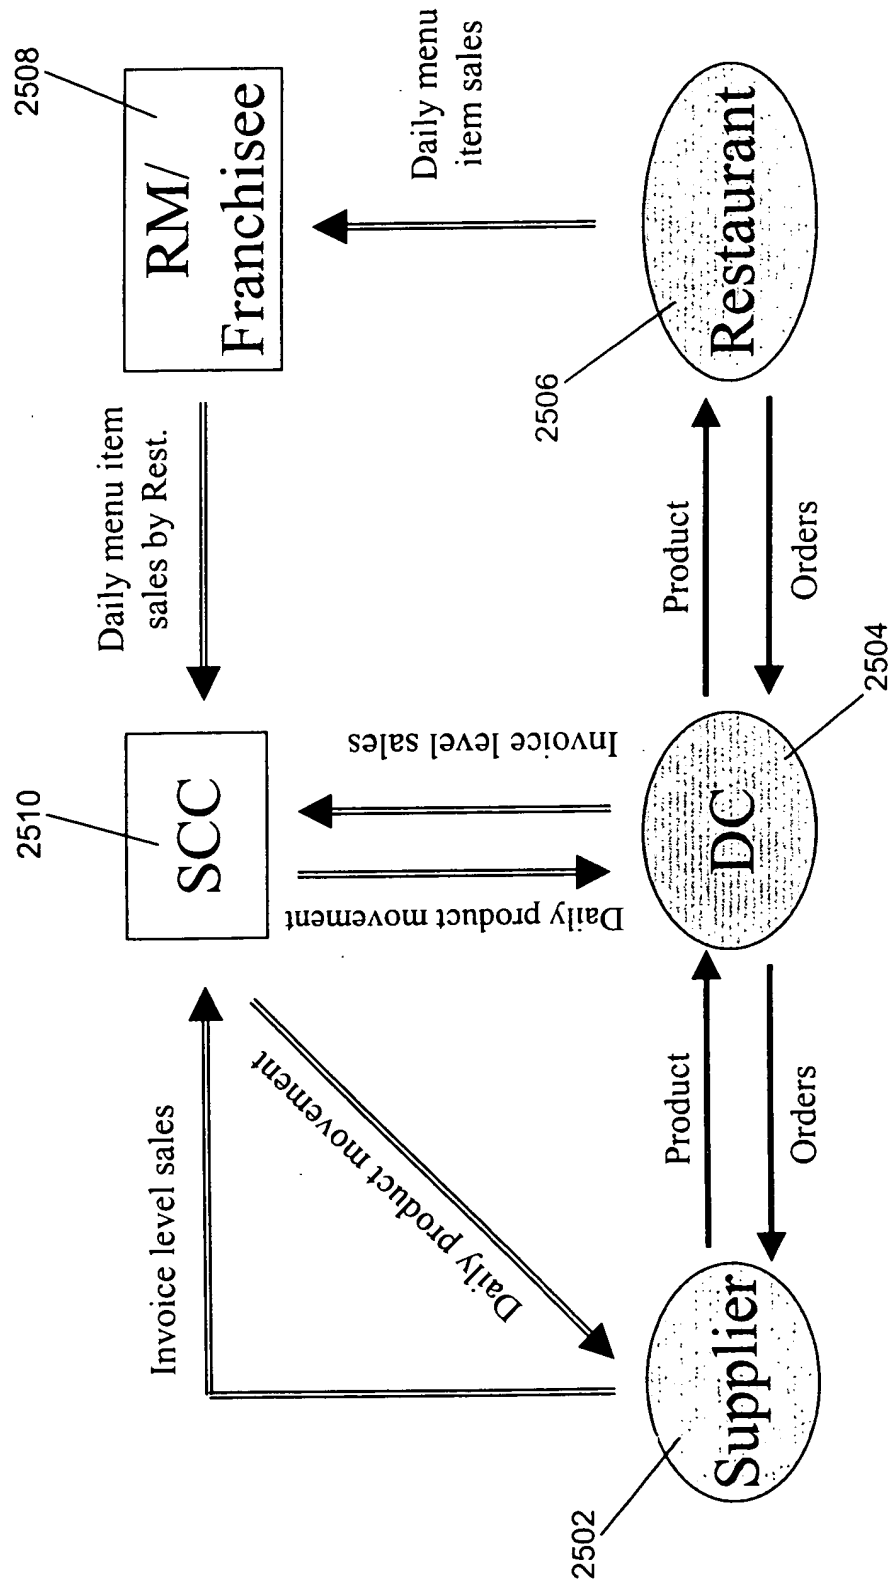 2510
SCC
Daily menu item
sales by Rest.
2508
RM/
Franchisee
Invoice level sales
Daily product movement
Daily product movement
Invoice level sales
Daily menu
item sales
2502
Supplier
Product
Orders
DC
2504
Product
Orders
2506
Restaurant